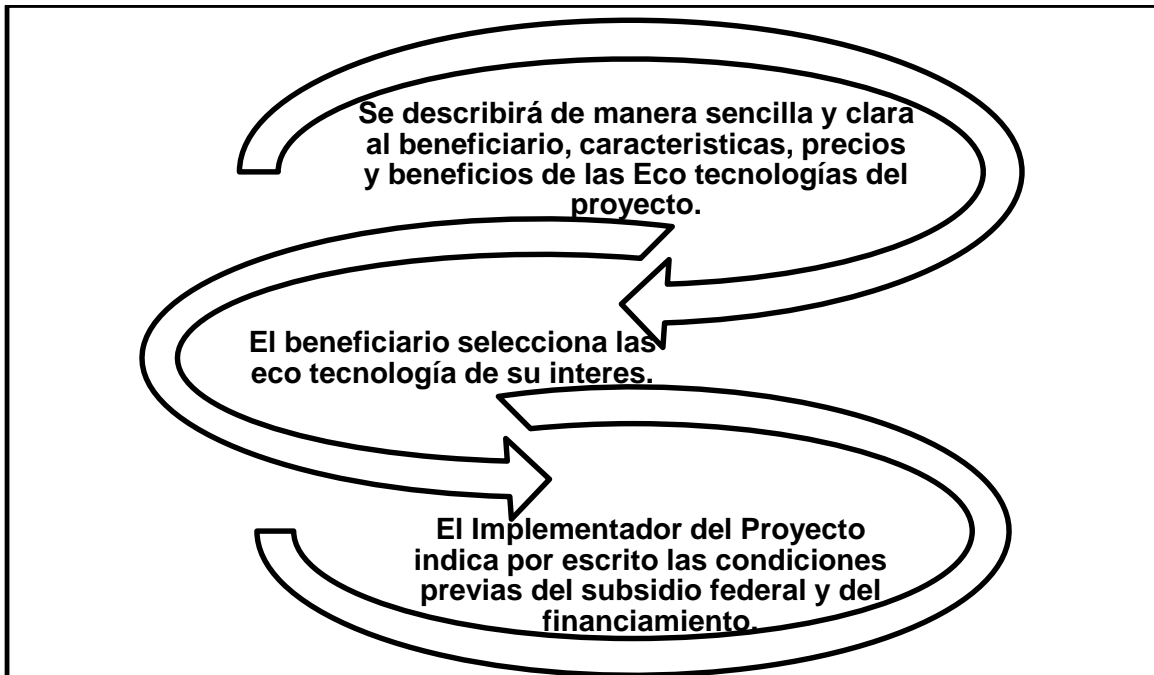 Se describirá de manera sencilla y clara
al beneficiario, caracteristicas, precios
y beneficios de las Eco tecnologías del
proyecto.
El beneficiario selecciona las
eco tecnología de su interes.
El Implementador del Proyecto
indica por escrito las condiciones
previas del subsidio federal y del
financiamiento.